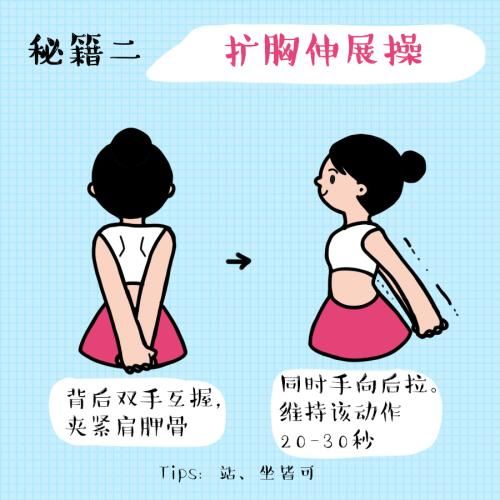 秘籍二
扩胸伸展操
背后双手互握，
夹紧肩胛骨
同时手向后拉。
维持该动作
20-30秒
Tips: 站、坐皆可